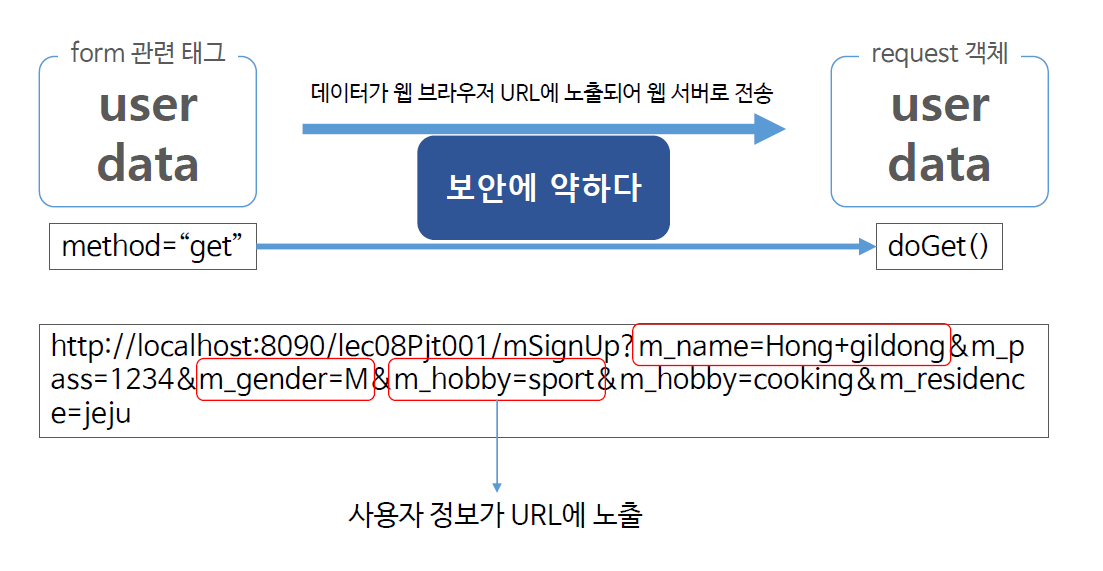 form 관련 태그
user
data
데이터가 웹 브라우저 URL에 노출되어 웹 서버로 전송
보안에 약하다
request 객체
user
data
method=“get”
doGet()
http://localhost:8090/lec08Pjt001/mSignUp?m_name=Hong+gildong&m_p
ass=1234&m_gender=M&m_hobby=sport&m_hobby=cooking&m_residenc
e=jeju
사용자 정보가 URL에 노출